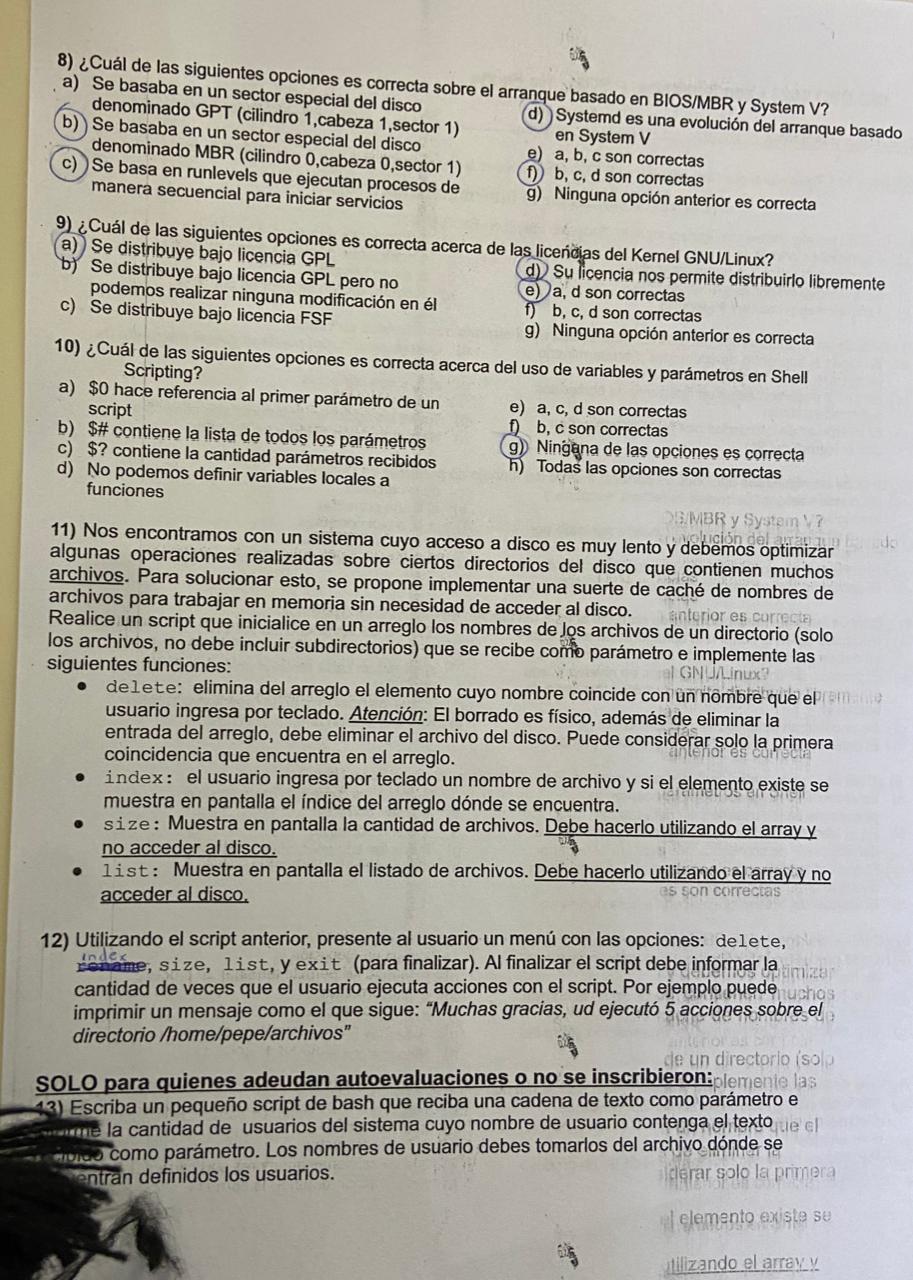 8) ¿Cuál de las siguientes opciones es correcta sobre el arranque basado en BIOS/MBR y System V?
a) Se basaba en un sector especial del disco
denominado GPT (cilindro 1,cabeza 1,sector 1)
b) Se basaba en un sector especial del disco
denominado MBR (cilindro 0,cabeza 0,sector 1)
c) Se basa en runlevels que ejecutan procesos de
manera secuencial para iniciar servicios
d) Systemd es una evolución del arranque basado
en System V
e) a, b, c son correctas
f) b, c, d son correctas
g) Ninguna opción anterior es correcta
9) ¿Cuál de las siguientes opciones es correcta acerca de las licencias del Kernel GNU/Linux?
a) Se distribuye bajo licencia GPL
b) Se distribuye bajo licencia GPL pero no
podemos realizar ninguna modificación en él
c) Se distribuye bajo licencia FSF
d) Su licencia nos permite distribuirlo libremente
e) a, d son correctas
f) b, c, d son correctas
g) Ninguna opción anterior es correcta
10) ¿Cuál de las siguientes opciones es correcta acerca del uso de variables y parámetros en Shell
Scripting?
a) $0 hace referencia al primer parámetro de un
script
b) $# contiene la lista de todos los parámetros
c) $? contiene la cantidad parámetros recibidos
d) No podemos definir variables locales a
funciones
e) a, c, d son correctas
f) b, c son correctas
g) Ninguna de las opciones es correcta
h) Todas las opciones son correctas
11) Nos encontramos con un sistema cuyo acceso a disco es muy lento y debemos optimizar
algunas operaciones realizadas sobre ciertos directorios del disco que contienen muchos
archivos. Para solucionar esto, se propone implementar una suerte de caché de nombres de
archivos para trabajar en memoria sin necesidad de acceder al disco.
Realice un script que inicialice en un arreglo los nombres de los archivos de un directorio (solo
los archivos, no debe incluir subdirectorios) que se recibe como parámetro e implemente las
siguientes funciones:
• delete: elimina del arreglo el elemento cuyo nombre coincide con un nombre que el
usuario ingresa por teclado. Atención: El borrado es físico, además de eliminar la
entrada del arreglo, debe eliminar el archivo del disco. Puede considerar solo la primera
coincidencia que encuentra en el arreglo.
• index: el usuario ingresa por teclado un nombre de archivo y si el elemento existe se
muestra en pantalla el índice del arreglo dónde se encuentra.
• size: Muestra en pantalla la cantidad de archivos. Debe hacerlo utilizando el array y
no acceder al disco.
• list: Muestra en pantalla el listado de archivos. Debe hacerlo utilizando el array y no
acceder al disco.
12) Utilizando el script anterior, presente al usuario un menú con las opciones: delete,
index
rename, size, list, y exit (para finalizar). Al finalizar el script debe informar la
cantidad de veces que el usuario ejecuta acciones con el script. Por ejemplo puede
imprimir un mensaje como el que sigue: “Muchas gracias, ud ejecutó 5 acciones sobre el
directorio /home/pepe/archivos”
SOLO para quienes adeudan autoevaluaciones o no se inscribieron:
13) Escriba un pequeño script de bash que reciba una cadena de texto como parámetro e
la cantidad de usuarios del sistema cuyo nombre de usuario contenga el texto
como parámetro. Los nombres de usuario debes tomarlos del archivo dónde se
definidos los usuarios.